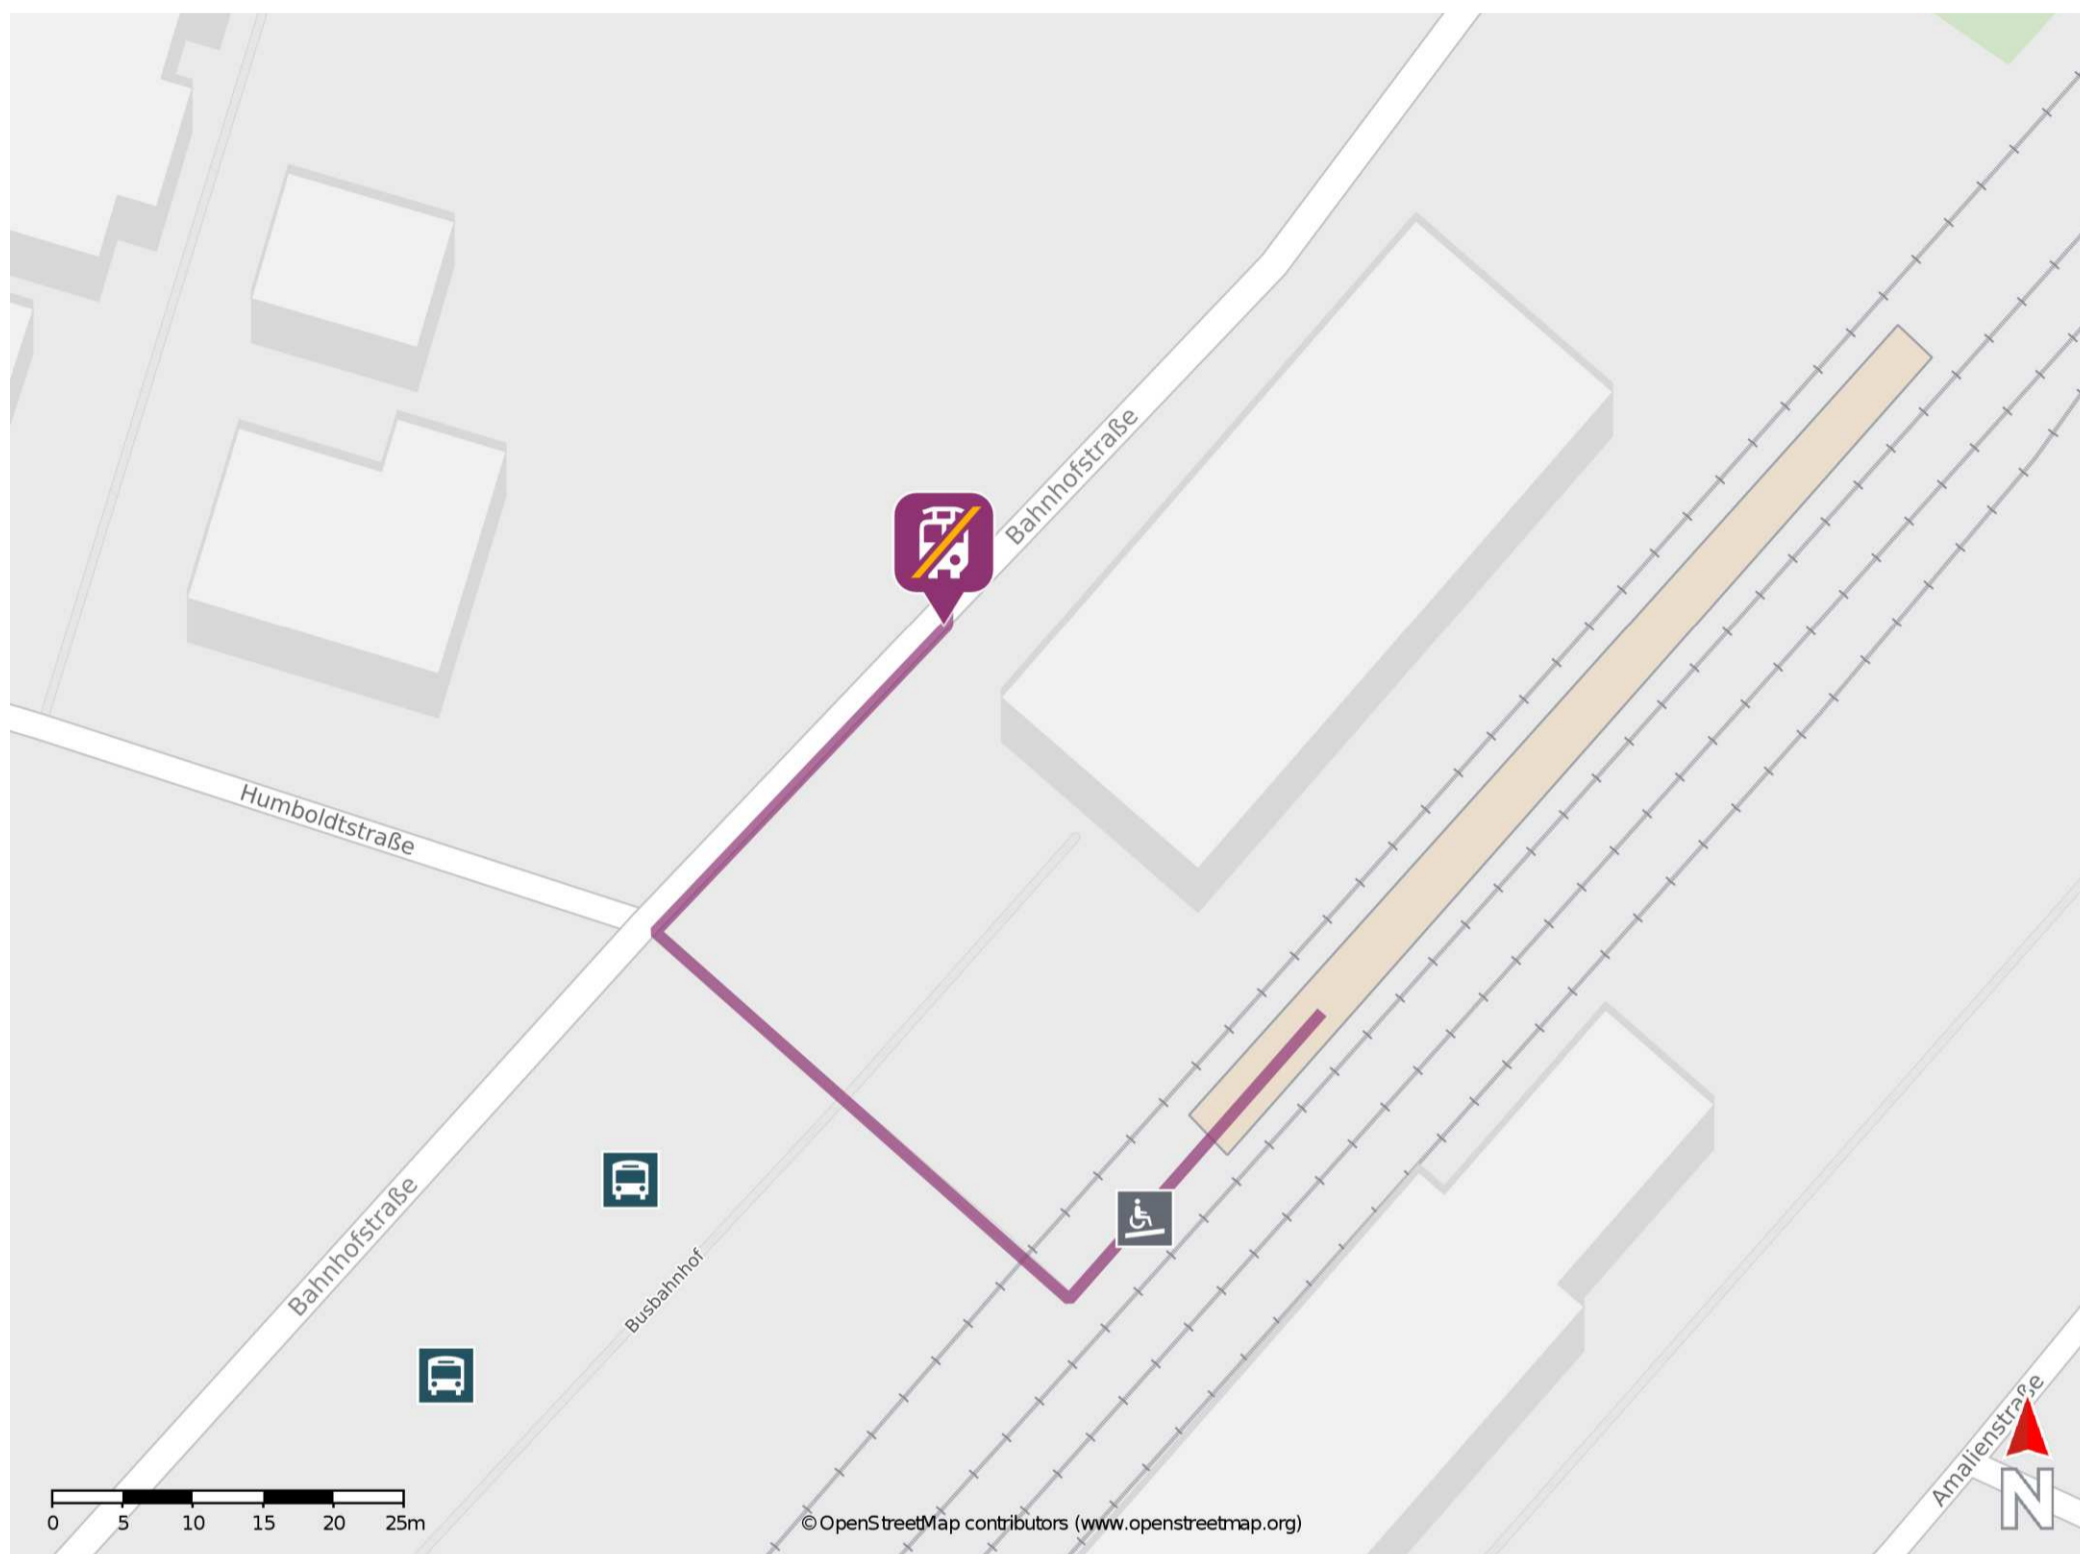 Bahnhofstraße
Humboldtstraße
Bahnhofstraße
Busbahnhof
Amalienstraße
N
0 5 10 15 20 25m
© OpenStreetMap contributors (www.openstreetmap.org)